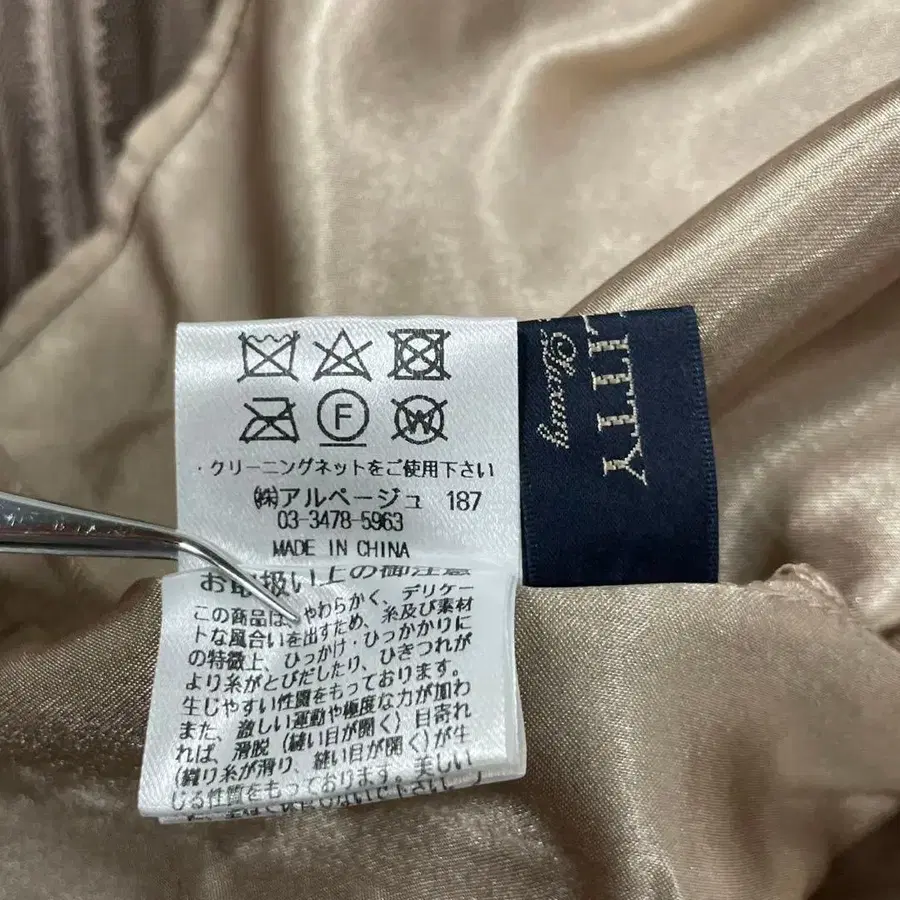 F
W
・クリーニングネットをご使用下さい
㈱アルページュ 187
03-3478-5963
MADE IN CHINA
お取扱い上の御注意
この商品は、やわらかく、デリケー
トな風合いを出すため、糸及び素材
の特徴上、ひっかけ・ひっかかりに
より糸がとびだしたり、ひきつれが
生じやすい性質をもっております。
また、激しい運動や極度な力が加わ
れば、滑脱（縫い目が開く）目寄れ
(織り糸が滑り、縫い目が開く)が生
じる性質をもっております。美しい
ITTY
Luxury